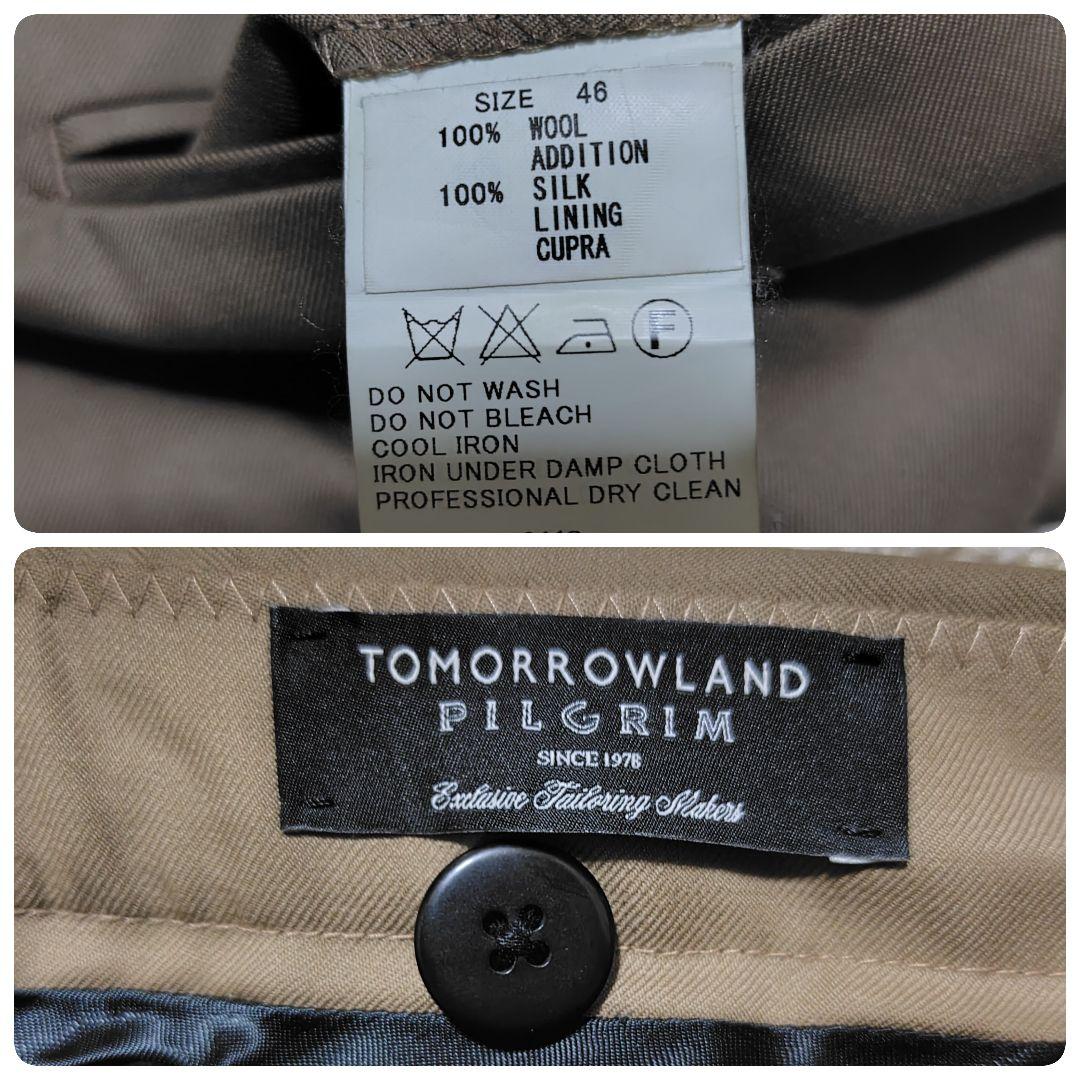 SIZE 46
100% WOOL
ADDITION
100% SILK
LINING
CUPRA
F
DO NOT WASH
DO NOT BLEACH
COOL IRON
IRON UNDER DAMP CLOTH
PROFESSIONAL DRY CLEAN
TOMORROWLAND
PILGRIM
SINCE 1978
Exclusive Tailoring Makers